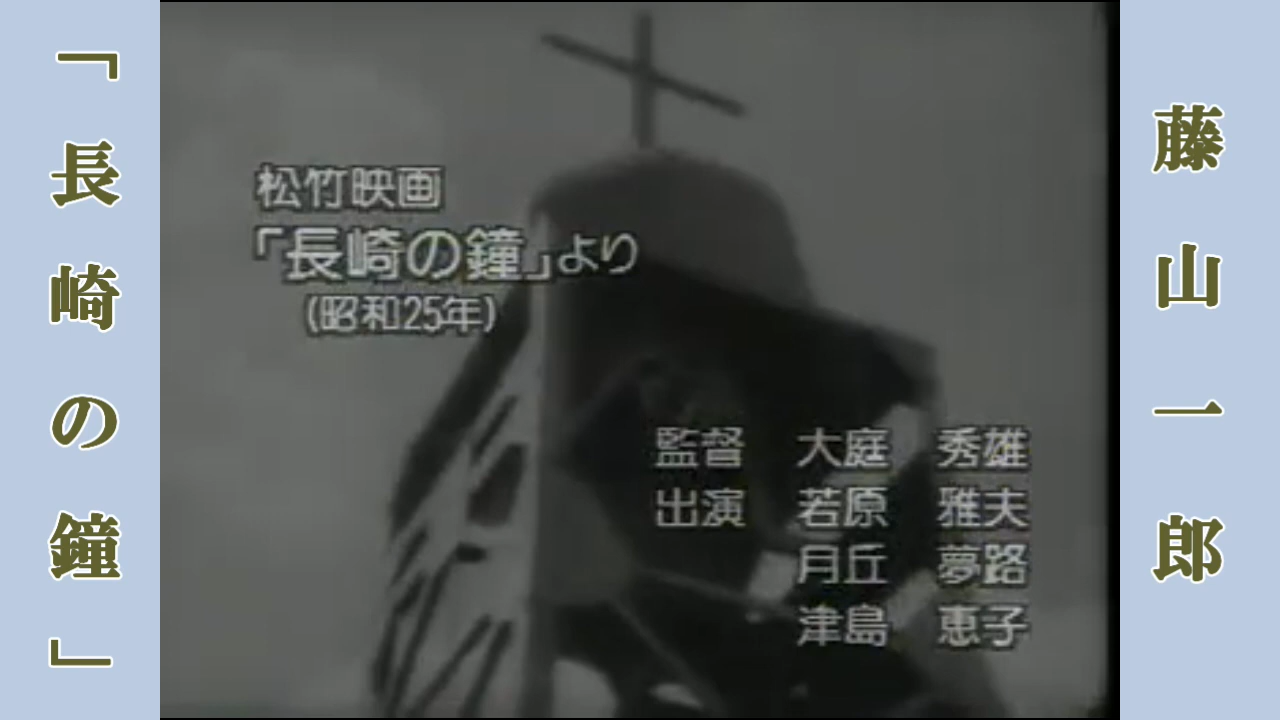 「長崎の鐘」
松竹映画
「長崎の鐘」より
(昭和25年)
監督 大庭 秀雄
出演 若原 雅夫
月丘 夢路
津島 恵子
藤山一郎